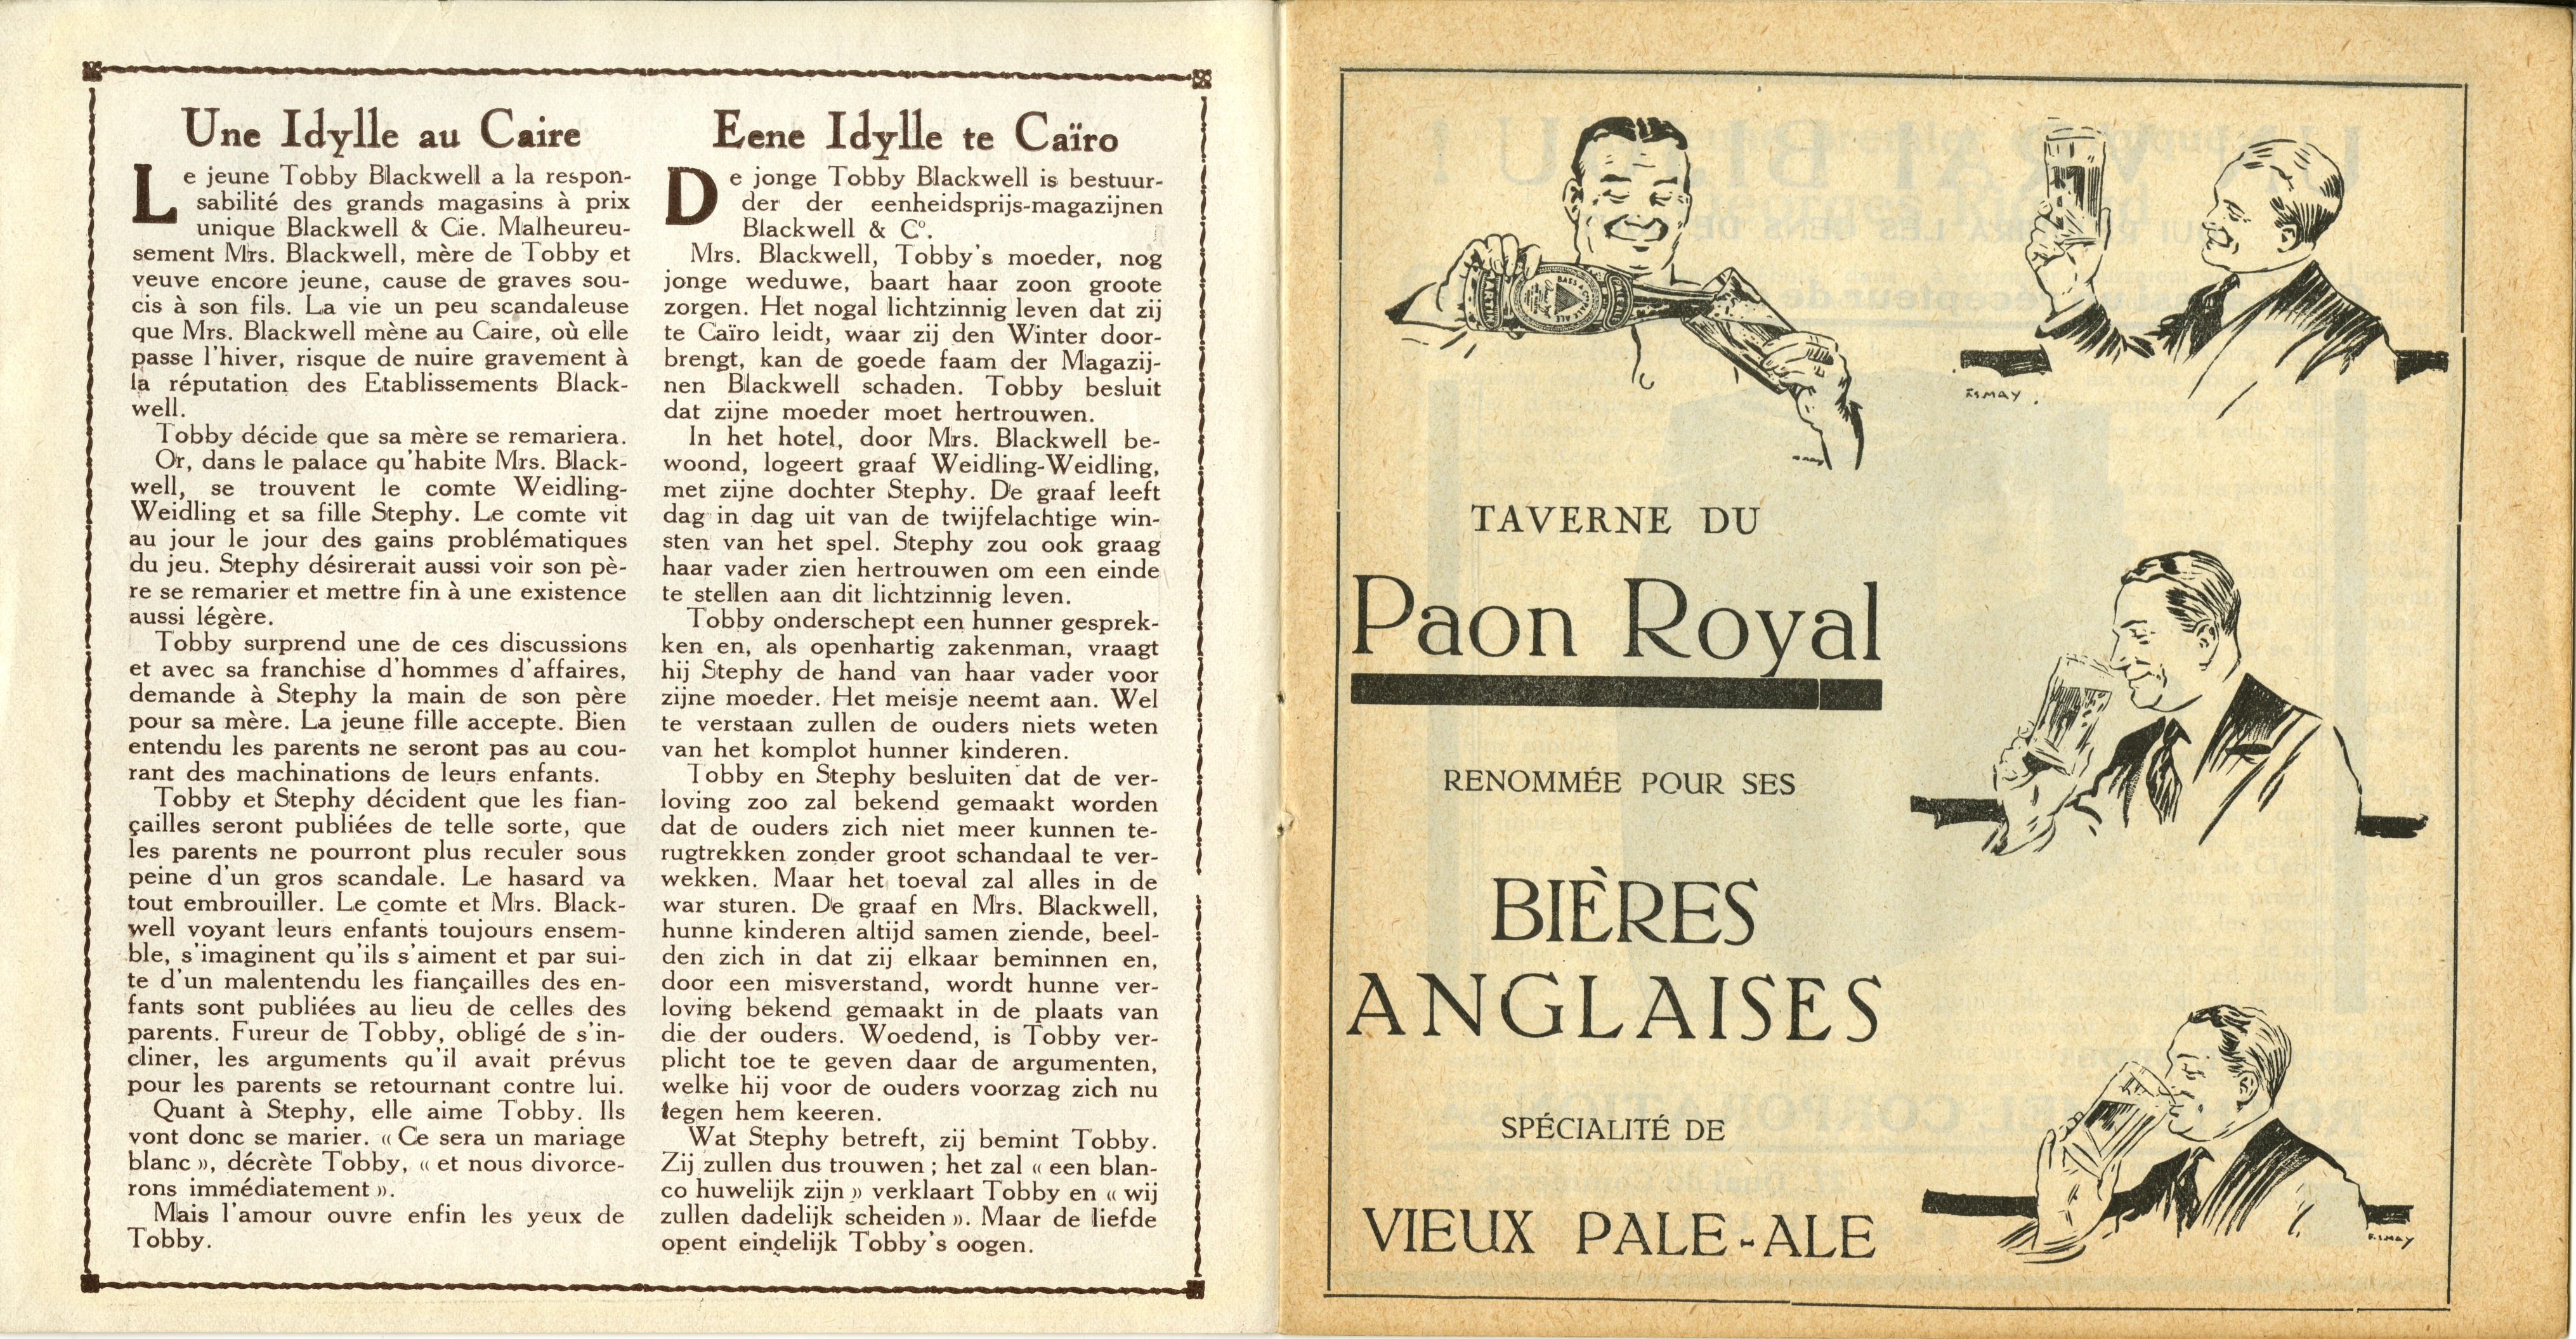 Une Idylle au Caire
Le jeune Tobby Blackwell a la respon-
sabilité des grands magasins à prix
unique Blackwell & Cie. Malheureu-
sement Mrs. Blackwell, mère de Tobby et
veuve encore jeune, cause de graves sou-
cis à son fils. La vie un peu scandaleuse
que Mrs. Blackwell mène au Caire, où elle
passe l'hiver, risque de nuire gravement à
la réputation des Etablissements Black-
well.
Tobby décide que sa mère se remariera.
Or, dans le palace qu'habite Mrs. Black-
well, se trouvent le comte Weidling-
Weidling et sa fille Stephy. Le comte vit
au jour le jour des gains problématiques
du jeu. Stephy désirerait aussi voir son pè-
re se remarier et mettre fin à une existence
aussi légère.
Tobby surprend une de ces discussions
et avec sa franchise d'hommes d'affaires,
demande à Stephy la main de son père
pour sa mère. La jeune fille accepte. Bien
entendu les parents ne seront pas au cou-
rant des machinations de leurs enfants.
Tobby et Stephy décident que les fian-
çailles seront publiées de telle sorte, que
les parents ne pourront plus reculer sous
peine d'un gros scandale. Le hasard va
tout embrouiller. Le comte et Mrs. Black-
well voyant leurs enfants toujours ensem-
ble, s'imaginent qu'ils s'aiment et par sui-
te d'un malentendu les fiançailles des en-
fants sont publiées au lieu de celles des
parents. Fureur de Tobby, obligé de s'in-
cliner, les arguments qu'il avait prévus
pour les parents se retournant contre lui.
Quant à Stephy, elle aime Tobby. Ils
vont donc se marier. « Ce sera un mariage
blanc », décrète Tobby, « et nous divorce-
rons immédiatement ».
Mais l'amour ouvre enfin les yeux de
Tobby.
Eene Idylle te Caïro
De jonge Tobby Blackwell is bestuur-
der der eenheidsprijs-magazijnen
Blackwell & C°.
Mrs. Blackwell, Tobby's moeder, nog
jonge weduwe, baart haar zoon groote
zorgen. Het nogal lichtzinnig leven dat zij
te Caïro leidt, waar zij den Winter door-
brengt, kan de goede faam der Magazij-
nen Blackwell schaden. Tobby besluit
dat zijne moeder moet hertrouwen.
In het hotel, door Mrs. Blackwell be-
woond, logeert graaf Weidling-Weidling,
met zijne dochter Stephy. De graaf leeft
dag in dag uit van de twijfelachtige win-
sten van het spel. Stephy zou ook graag
haar vader zien hertrouwen om een einde
te stellen aan dit lichtzinnig leven.
Tobby onderschept een hunner gesprek-
ken en, als openhartig zakenman, vraagt
hij Stephy de hand van haar vader voor
zijne moeder. Het meisje neemt aan. Wel
te verstaan zullen de ouders niets weten
van het komplot hunner kinderen.
Tobby en Stephy besluiten dat de ver-
loving zoo zal bekend gemaakt worden
dat de ouders zich niet meer kunnen te-
rugtrekken zonder groot schandaal te ver-
wekken. Maar het toeval zal alles in de
war sturen. De graaf en Mrs. Blackwell,
hunne kinderen altijd samen ziende, beel-
den zich in dat zij elkaar beminnen en,
door een misverstand, wordt hunne ver-
loving bekend gemaakt in de plaats van
die der ouders. Woedend, is Tobby ver-
plicht toe te geven daar de argumenten,
welke hij voor de ouders voorzag zich nu
tegen hem keeren.
Wat Stephy betreft, zij bemint Tobby.
Zij zullen dus trouwen ; het zal « een blan-
co huwelijk zijn » verklaart Tobby en « wij
zullen dadelijk scheiden ». Maar de liefde
opent eindelijk Tobby's oogen.
BASS & CO'S
PALE ALE
F.S MAY.
TAVERNE DU
Paon Royal
RENOMMÉE POUR SES
BIÈRES
ANGLAISES
SPÉCIALITÉ DE
VIEUX PALE-ALE
F.S MAY